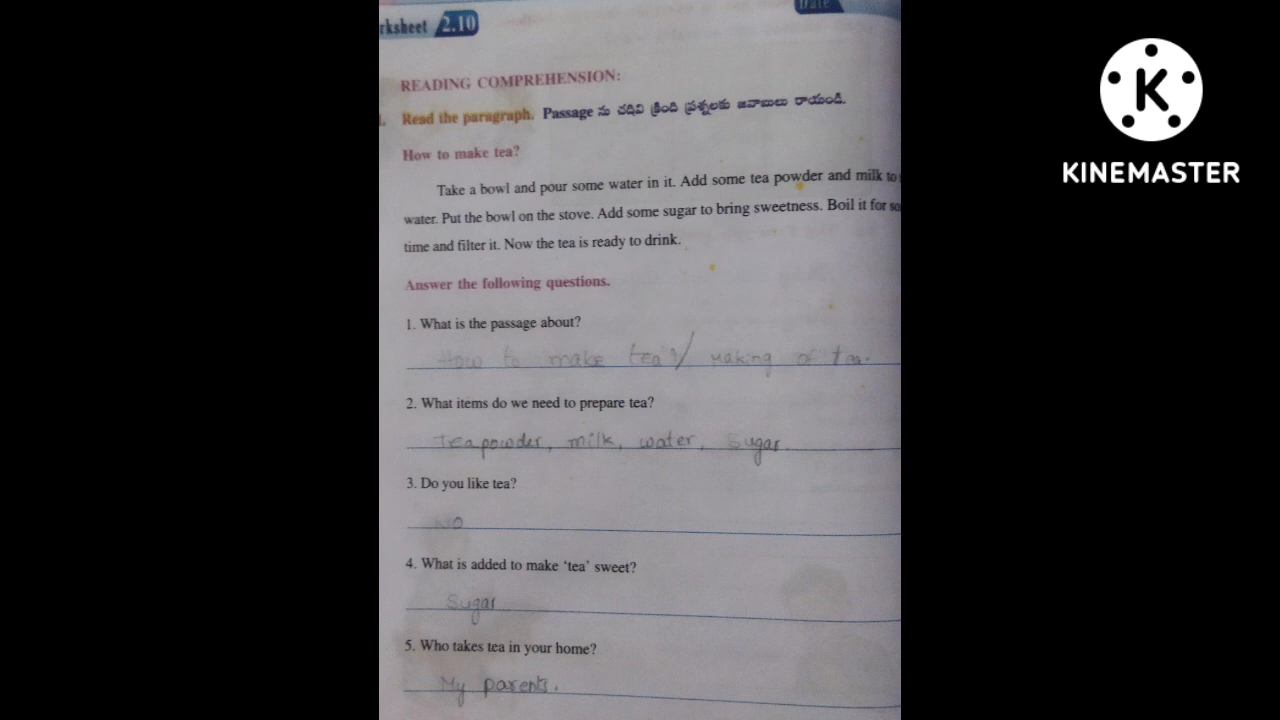 rksheet 2.10
Date
READING COMPREHENSION:
I. Read the paragraph. Passage ను చదివి క్రింది ప్రశ్నలకు జవాబులు రాయండి.
How to make tea?
Take a bowl and pour some water in it. Add some tea powder and milk to
water. Put the bowl on the stove. Add some sugar to bring sweetness. Boil it for so
time and filter it. Now the tea is ready to drink.
Answer the following questions.
1. What is the passage about?
How to make tea?/ Making of tea.
2. What items do we need to prepare tea?
Tea powder, milk, water, Sugar.
3. Do you like tea?
No
4. What is added to make ‘tea’ sweet?
Sugar
5. Who takes tea in your home?
My parents.
K
KINEMASTER